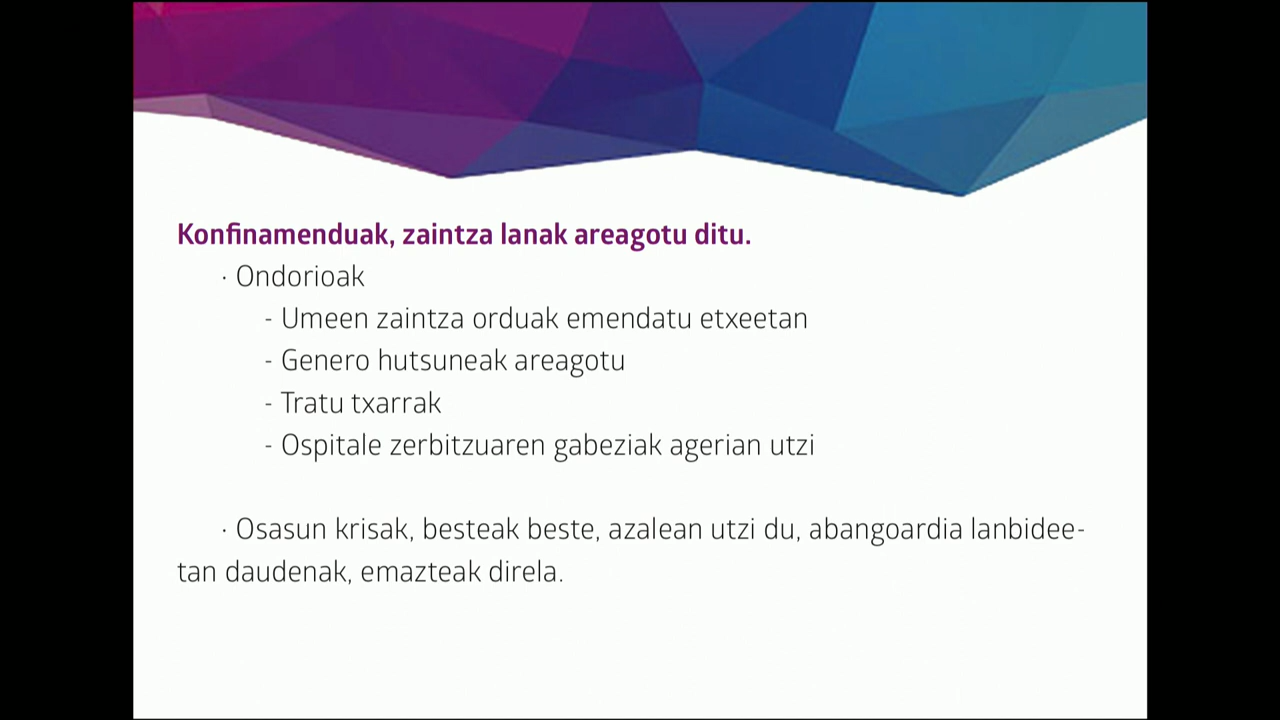 Konfinamenduak, zaintza lanak areagotu ditu.
· Ondorioak
- Umeen zaintza orduak emendatu etxeetan
- Genero hutsuneak areagotu
- Tratu txarrak
- Ospitale zerbitzuaren gabeziak agerian utzi
· Osasun krisak, besteak beste, azalean utzi du, abangoardia lanbidee-
tan daudenak, emazteak direla.